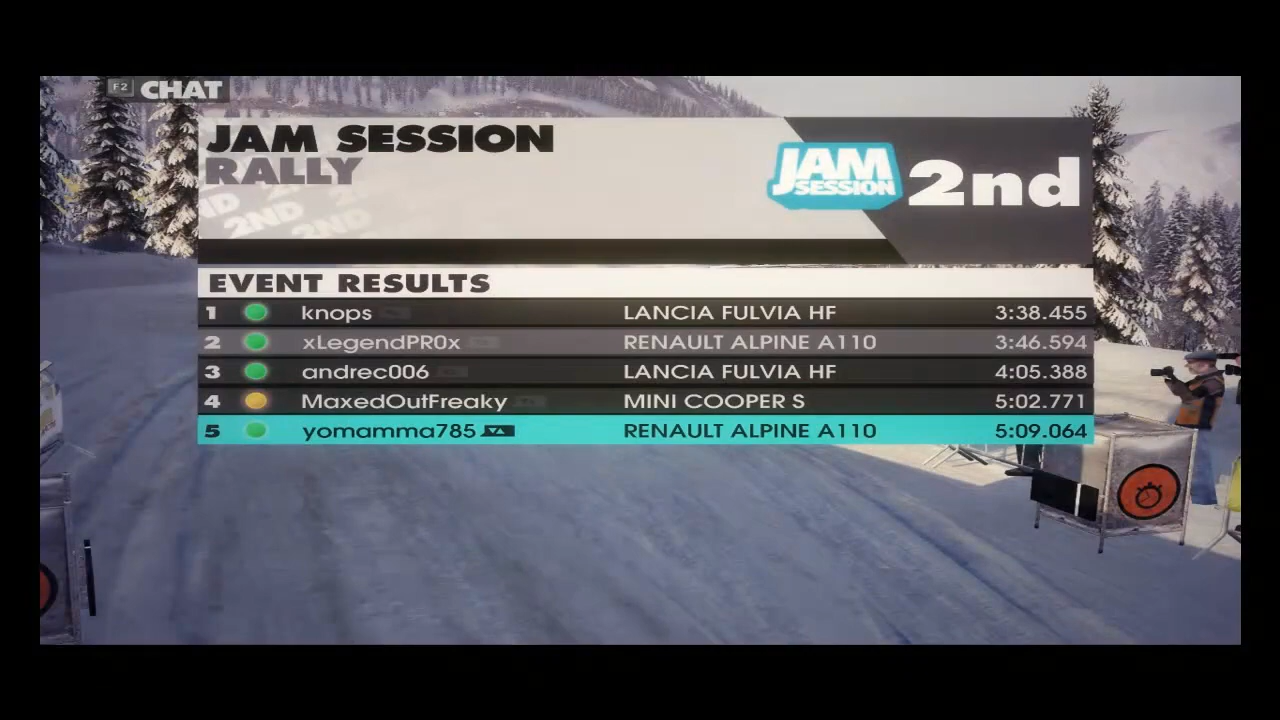 F2 CHAT
JAM SESSION
RALLY
JAM SESSION 2nd
2ND
2ND
EVENT RESULTS
1 knops LANCIA FULVIA HF 3:38.455
2 xLegendPR0x RENAULT ALPINE A110 3:46.594
3 andrec006 LANCIA FULVIA HF 4:05.388
4 MaxedOutFreaky MINI COOPER S 5:02.771
5 yomamma785 RENAULT ALPINE A110 5:09.064